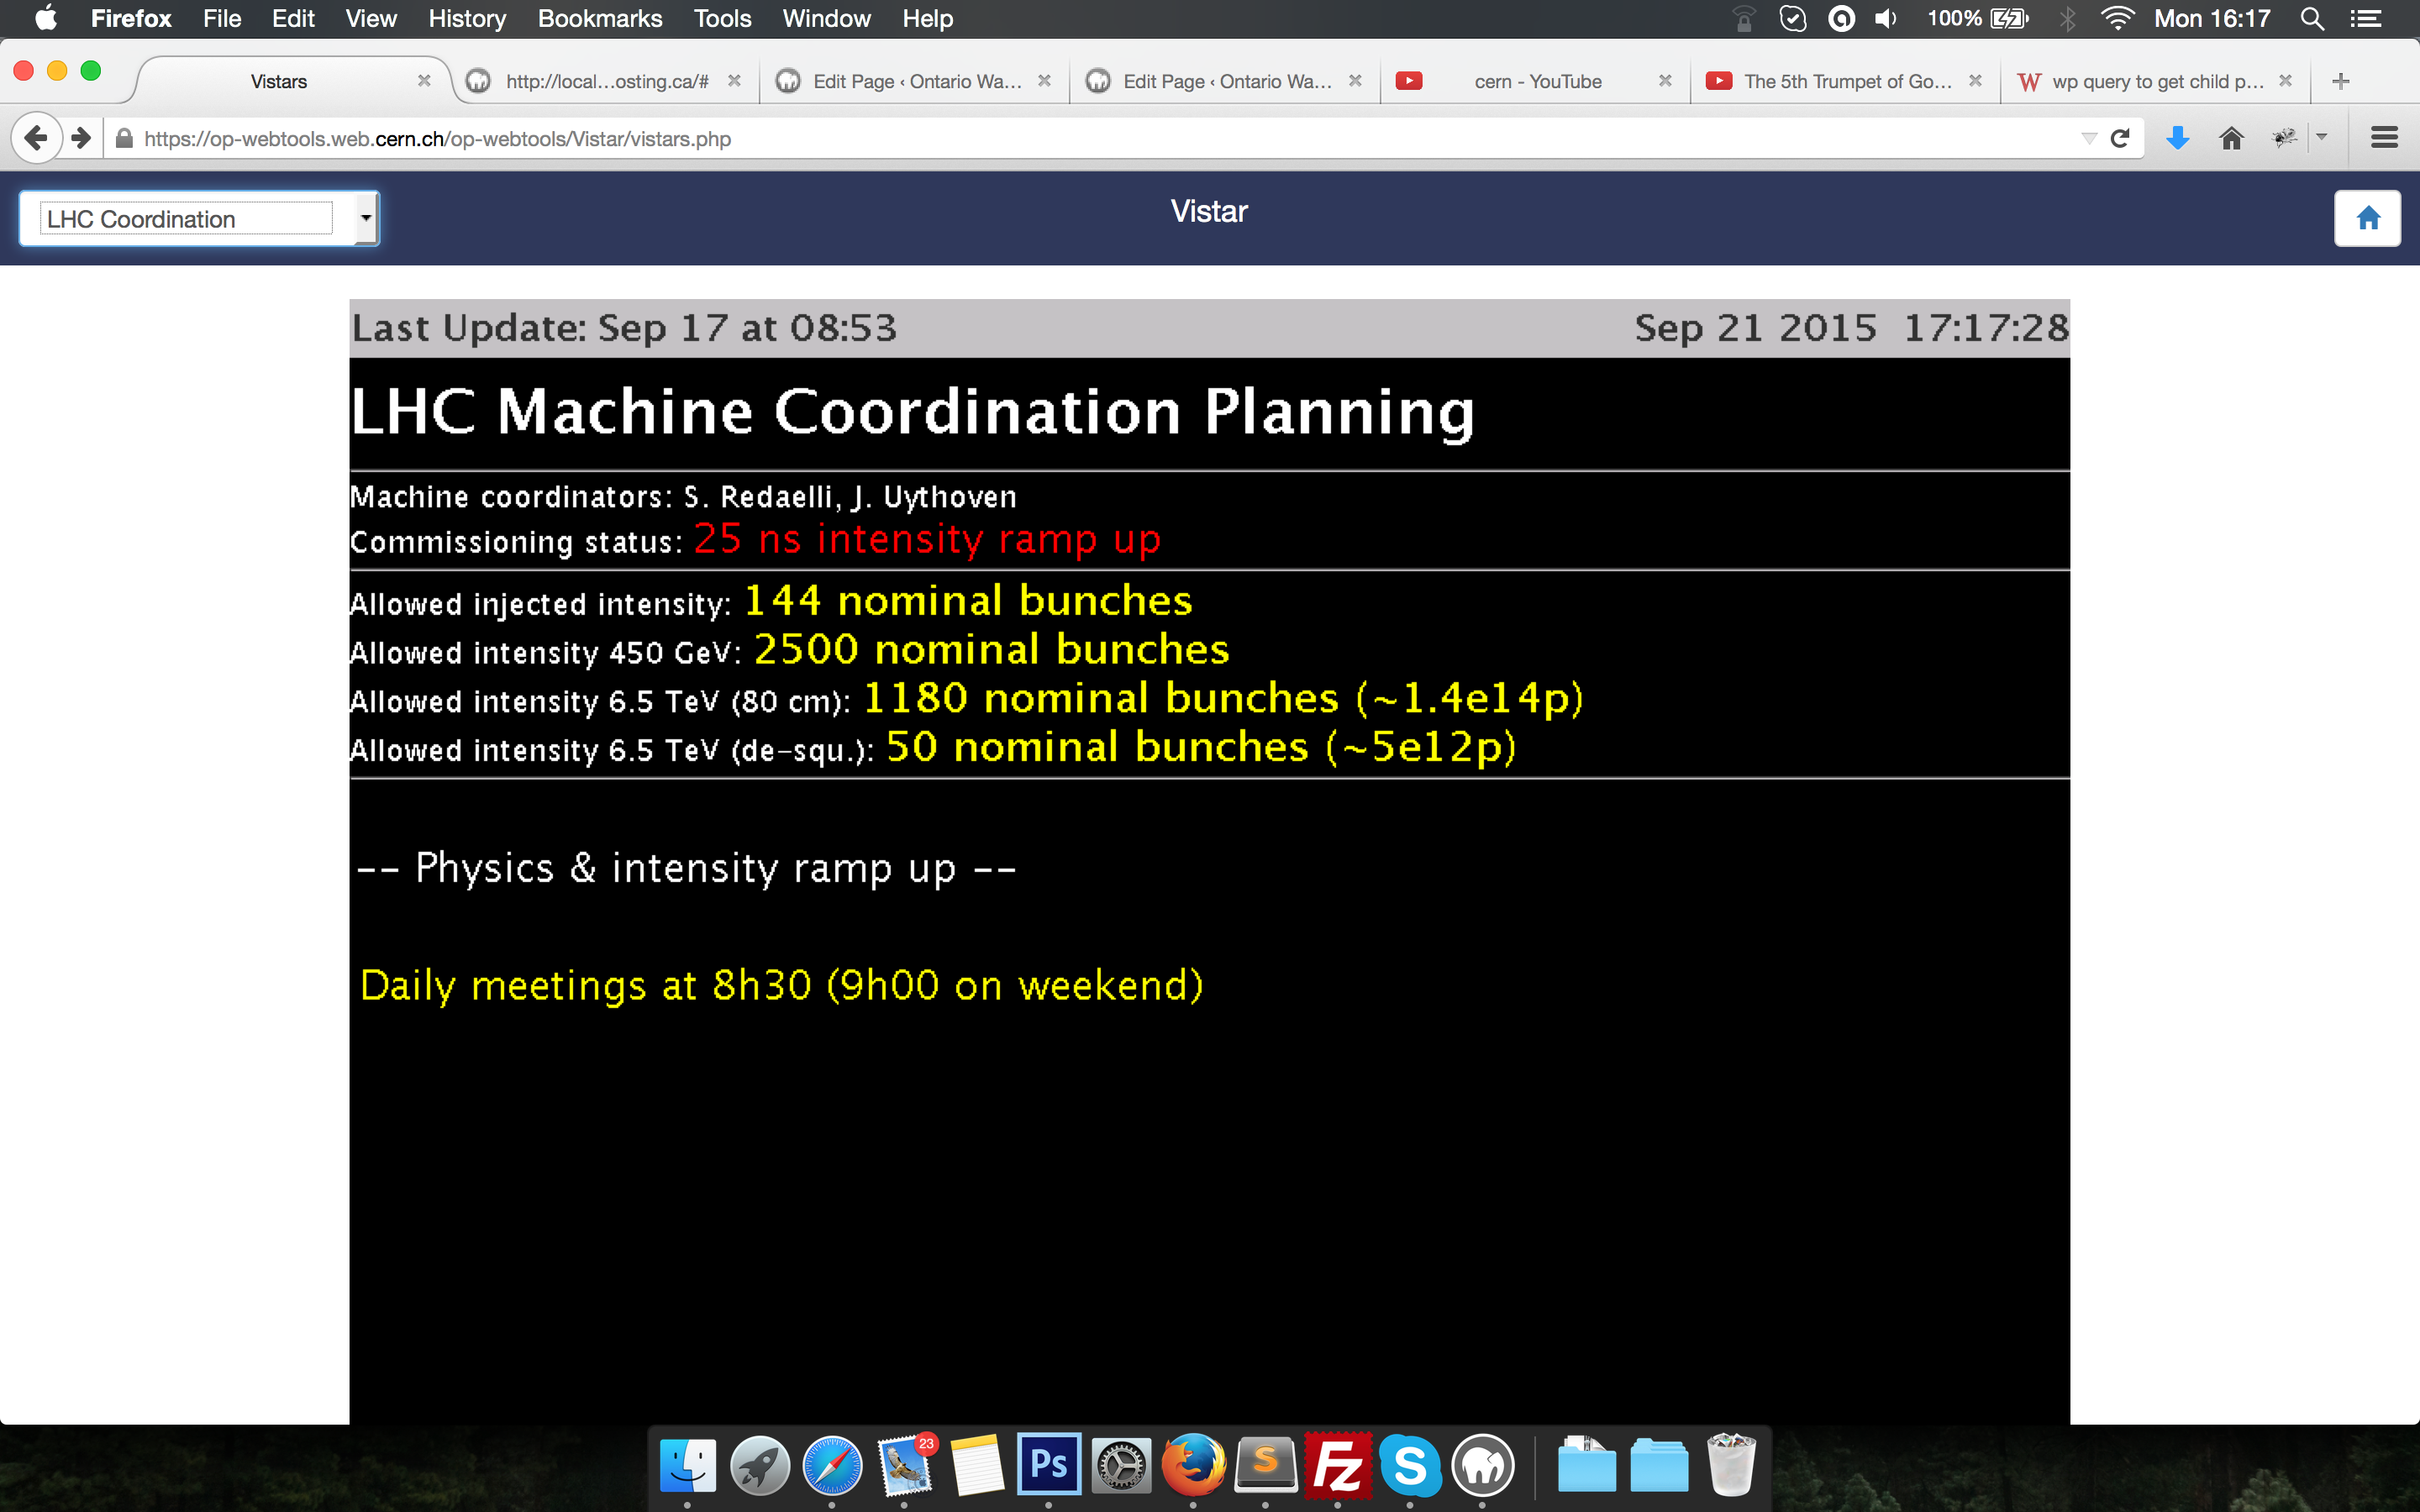 Firefox File Edit View History Bookmarks Tools Window Help 100% Mon 16:17
Vistars http://local...osting.ca/# Edit Page ‹ Ontario Wa... Edit Page ‹ Ontario Wa... cern - YouTube The 5th Trumpet of Go... W wp query to get child p...
https://op-webtools.web.cern.ch/op-webtools/Vistar/vistars.php
LHC Coordination
Vistar
Last Update: Sep 17 at 08:53 Sep 21 2015 17:17:28
LHC Machine Coordination Planning
Machine coordinators: S. Redaelli, J. Uythoven
Commissioning status: 25 ns intensity ramp up
Allowed injected intensity: 144 nominal bunches
Allowed intensity 450 GeV: 2500 nominal bunches
Allowed intensity 6.5 TeV (80 cm): 1180 nominal bunches (~1.4e14p)
Allowed intensity 6.5 TeV (de-squ.): 50 nominal bunches (~5e12p)
-- Physics & intensity ramp up --
Daily meetings at 8h30 (9h00 on weekend)
23
Ps S Fz S